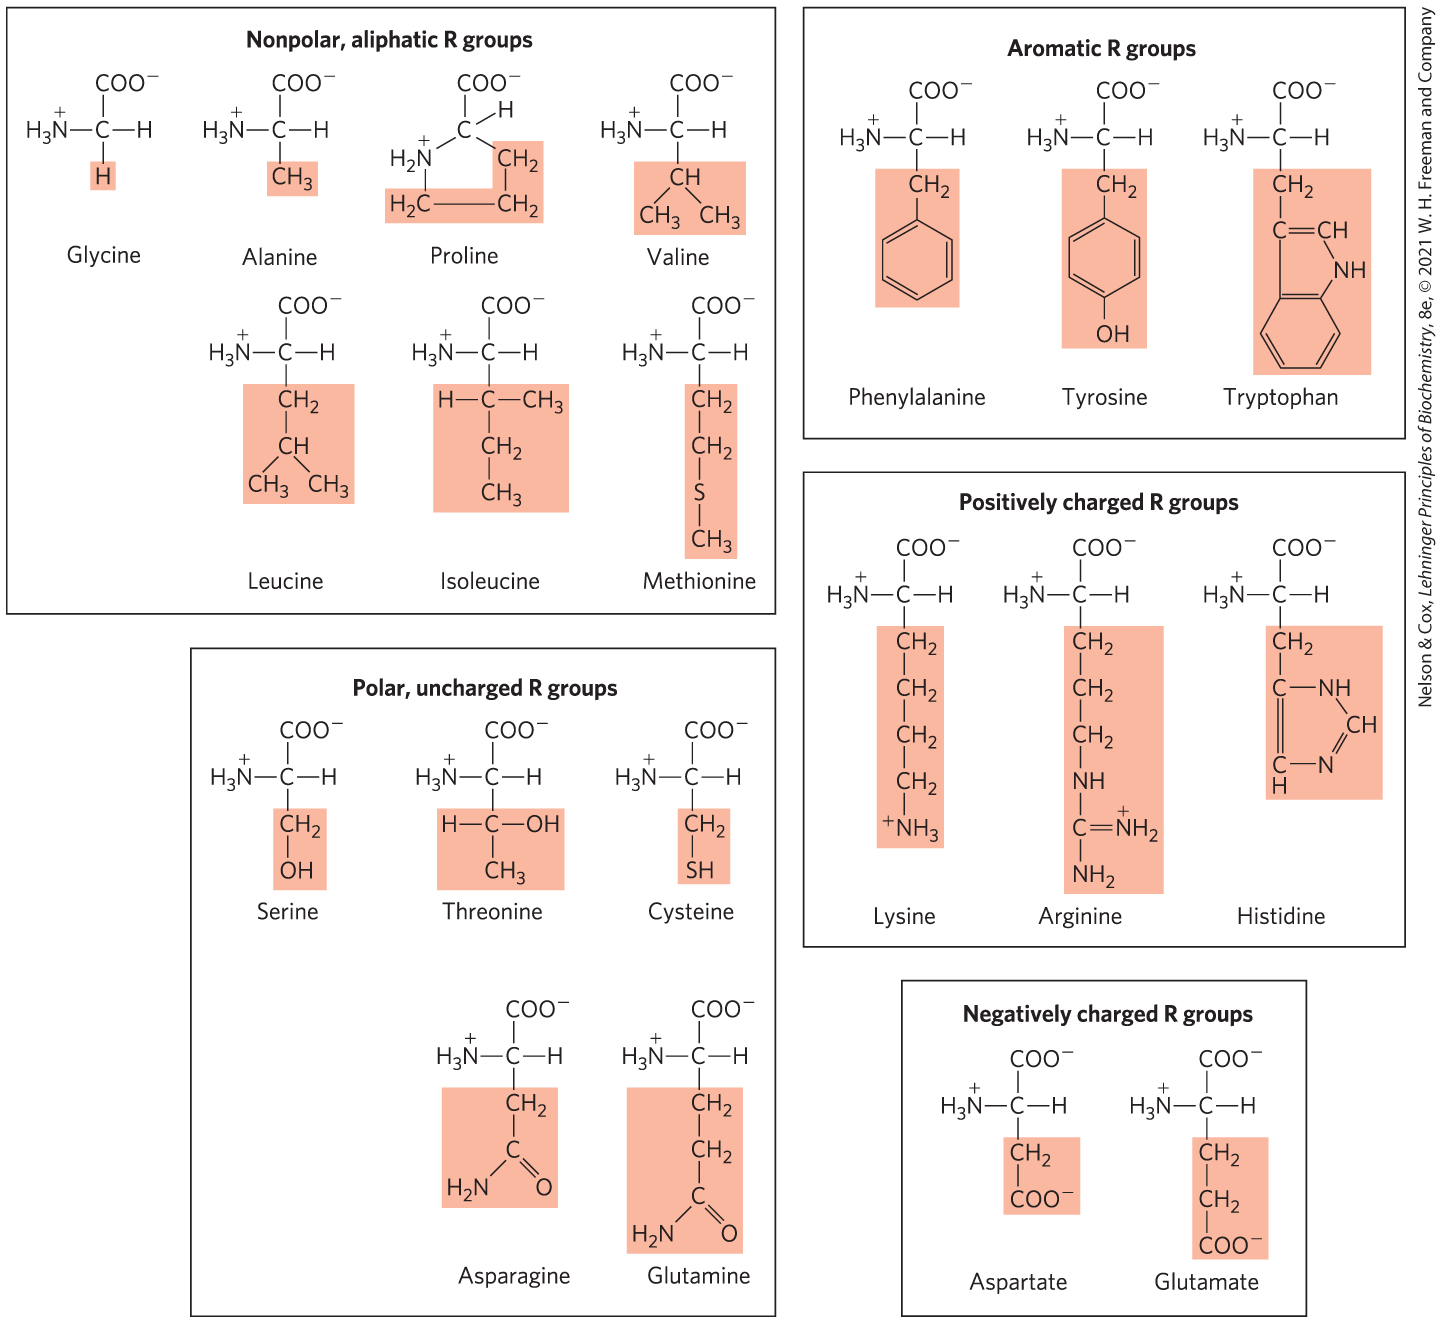 Nonpolar, aliphatic R groups
COO⁻ COO⁻ COO⁻ COO⁻
H₃N⁺—C—H H₃N⁺—C—H H₂N⁺ C H H₃N⁺—C—H
H CH₃ H₂C CH₂ CH₂ CH
CH₃ CH₃
Glycine Alanine Proline Valine
COO⁻ COO⁻ COO⁻
H₃N⁺—C—H H₃N⁺—C—H H₃N⁺—C—H
CH₂ H—C—CH₃ CH₂
CH CH₂ CH₂
CH₃ CH₃ CH₃ S
CH₃
Leucine Isoleucine Methionine
Aromatic R groups
COO⁻ COO⁻ COO⁻
H₃N⁺—C—H H₃N⁺—C—H H₃N⁺—C—H
CH₂ CH₂ CH₂
C=CH
NH
OH
Phenylalanine Tyrosine Tryptophan
Positively charged R groups
COO⁻ COO⁻ COO⁻
H₃N⁺—C—H H₃N⁺—C—H H₃N⁺—C—H
CH₂ CH₂ CH₂
CH₂ CH₂ C—NH
CH₂ CH₂ CH
CH₂ NH C—N
H
⁺NH₃ C=N⁺H₂
NH₂
Lysine Arginine Histidine
Polar, uncharged R groups
COO⁻ COO⁻ COO⁻
H₃N⁺—C—H H₃N⁺—C—H H₃N⁺—C—H
CH₂ H—C—OH CH₂
OH CH₃ SH
Serine Threonine Cysteine
COO⁻ COO⁻
H₃N⁺—C—H H₃N⁺—C—H
CH₂ CH₂
C CH₂
H₂N O C
H₂N O
Asparagine Glutamine
Negatively charged R groups
COO⁻ COO⁻
H₃N⁺—C—H H₃N⁺—C—H
CH₂ CH₂
COO⁻ CH₂
COO⁻
Aspartate Glutamate
Nelson & Cox, Lehninger Principles of Biochemistry, 8e, © 2021 W. H. Freeman and Company